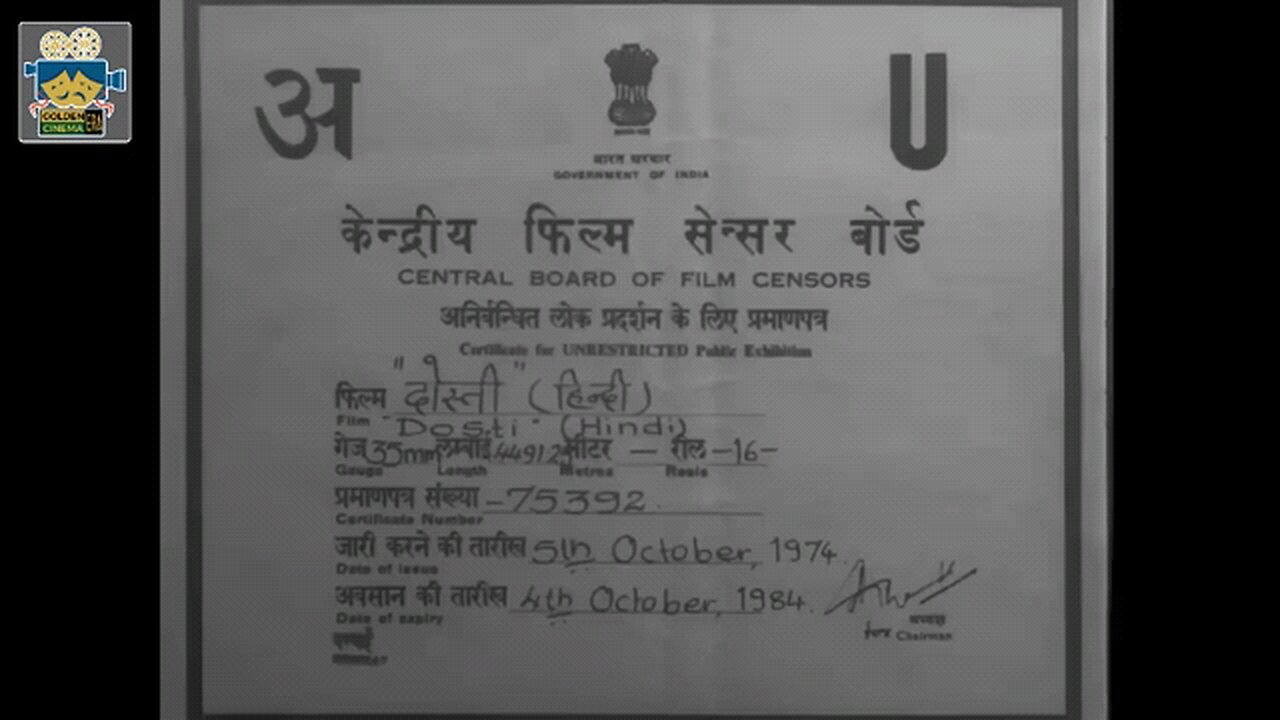 GOLDEN
CINEMA ERA
अ
U
भारत सरकार
GOVERNMENT OF INDIA
केन्द्रीय फिल्म सेन्सर बोर्ड
CENTRAL BOARD OF FILM CENSORS
अनिर्बन्धित लोक प्रदर्शन के लिए प्रमाणपत्र
Certificate for UNRESTRICTED Public Exhibition
फिल्म "दोस्ती" (हिन्दी)
Film "Dosti" (Hindi)
गेज 35mm लम्बाई मीटर — रील -16-
Gauge Length Metres Reels
प्रमाणपत्र संख्या -75392.
Certificate Number
जारी करने की तारीख 5th October, 1974.
Date of issue
अवसान की तारीख 4th October, 1984.
Date of expiry
अध्यक्ष
for Chairman